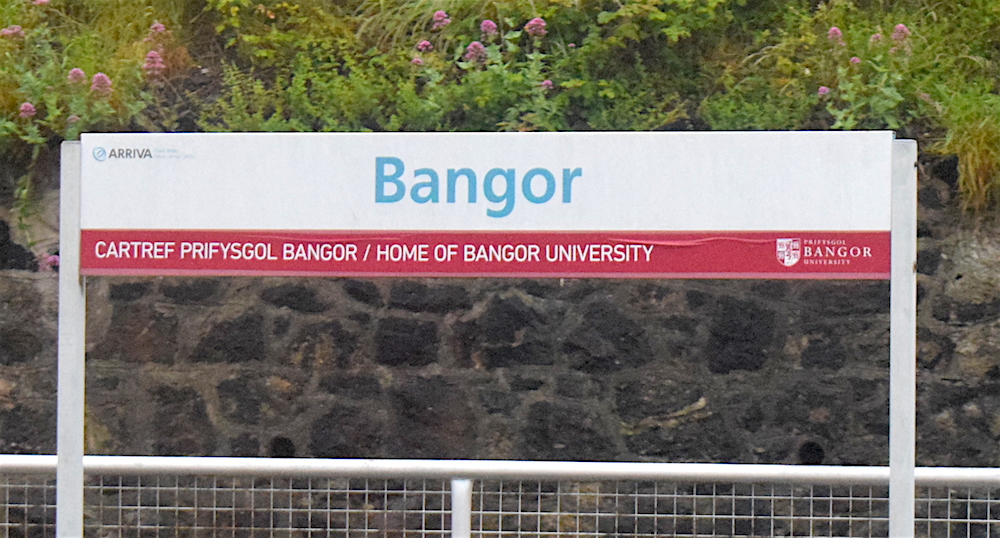 ARRIVA
Bangor
CARTREF PRIFYSGOL BANGOR / HOME OF BANGOR UNIVERSITY
PRIFYSGOL
BANGOR
UNIVERSITY